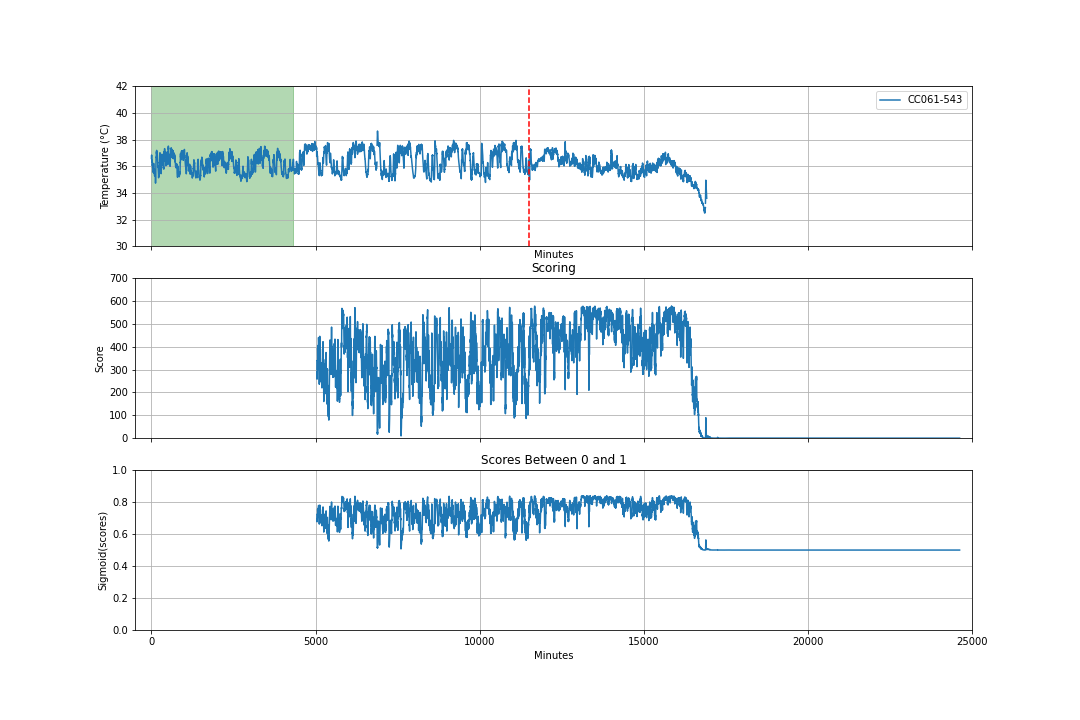 42
40
38
36
34
32
30
Temperature (°C)
CC061-543
Minutes
Scoring
700
600
500
400
300
200
100
0
Score
Scores Between 0 and 1
1.0
0.8
0.6
0.4
0.2
0.0
Sigmoid(scores)
0 5000 10000 15000 20000 25000
Minutes